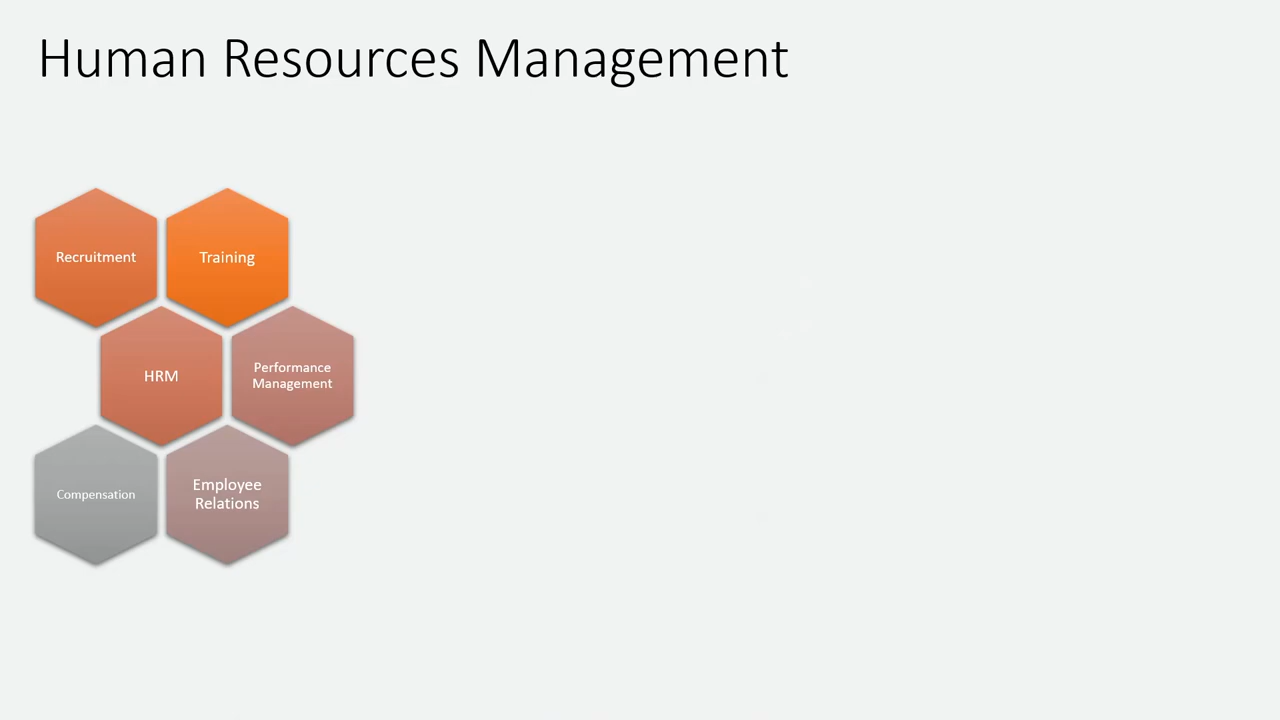 Human Resources Management
Recruitment
Training
HRM
Performance
Management
Compensation
Employee
Relations